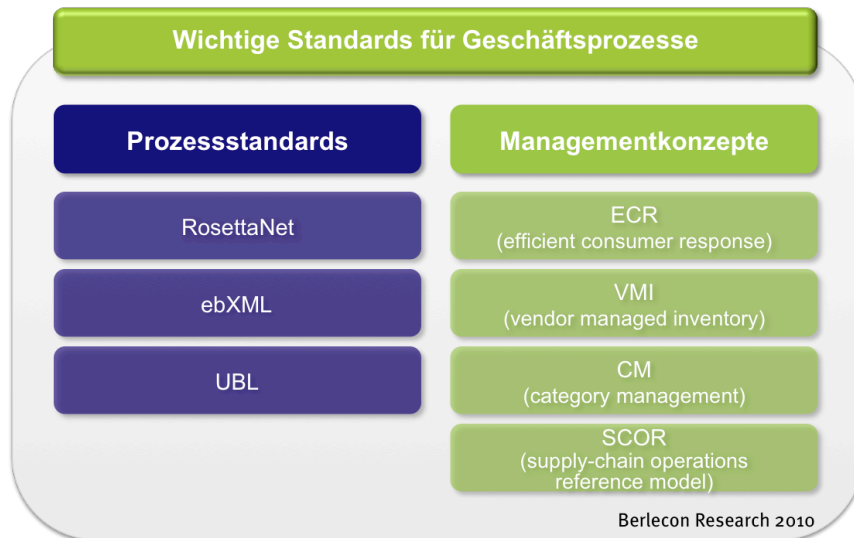 Wichtige Standards für Geschäftsprozesse
Prozessstandards
RosettaNet
ebXML
UBL
Managementkonzepte
ECR
(efficient consumer response)
VMI
(vendor managed inventory)
CM
(category management)
SCOR
(supply-chain operations
reference model)
Berlecon Research 2010